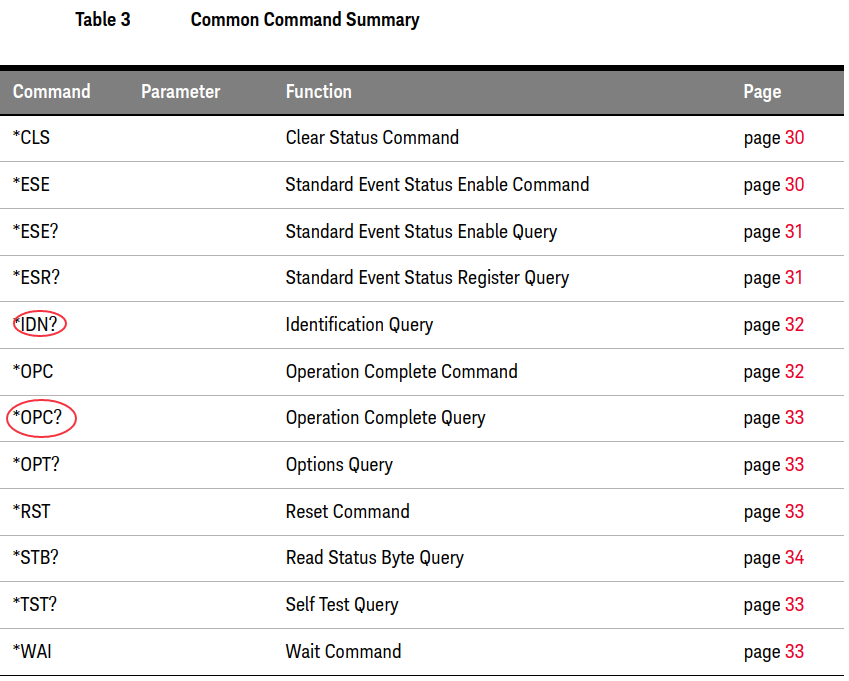 Table 3 Common Command Summary
Command Parameter Function Page
*CLS Clear Status Command page 30
*ESE Standard Event Status Enable Command page 30
*ESE? Standard Event Status Enable Query page 31
*ESR? Standard Event Status Register Query page 31
*IDN? Identification Query page 32
*OPC Operation Complete Command page 32
*OPC? Operation Complete Query page 33
*OPT? Options Query page 33
*RST Reset Command page 33
*STB? Read Status Byte Query page 34
*TST? Self Test Query page 33
*WAI Wait Command page 33